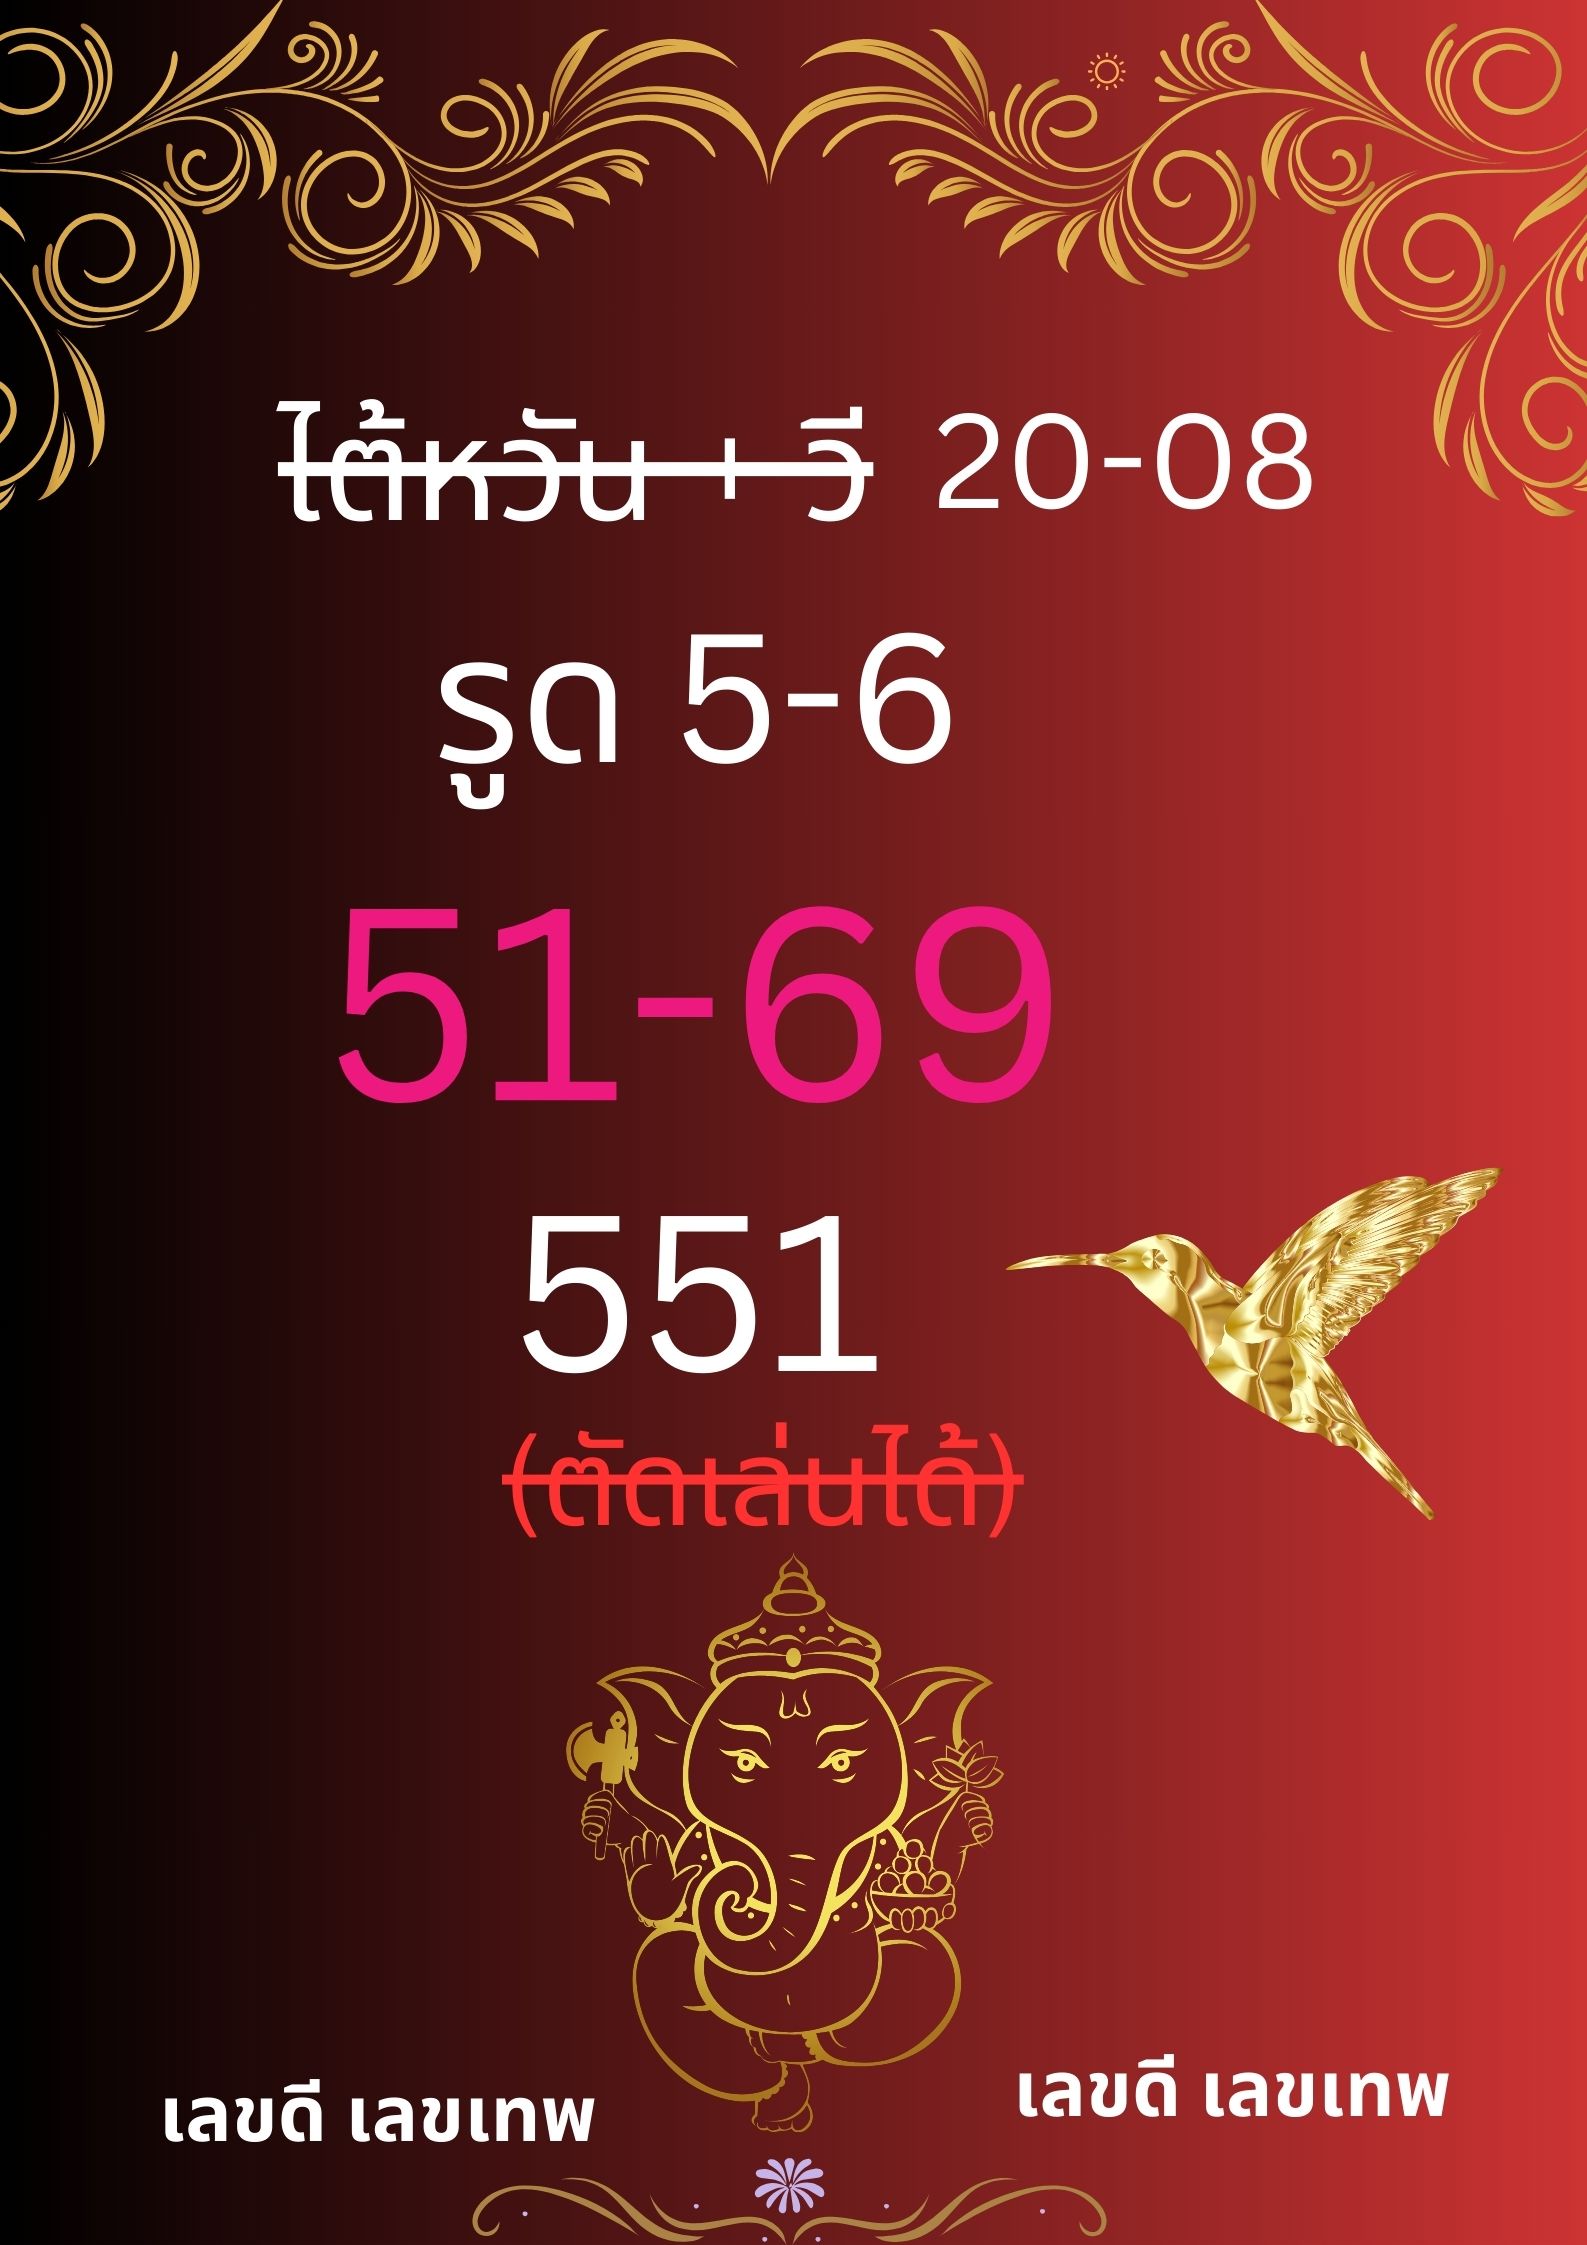 ไต้หวัน + วี 20-08
รูด 5-6
51-69
551
(ตัดเล่นได้)
เลขดี เลขเทพ
เลขดี เลขเทพ